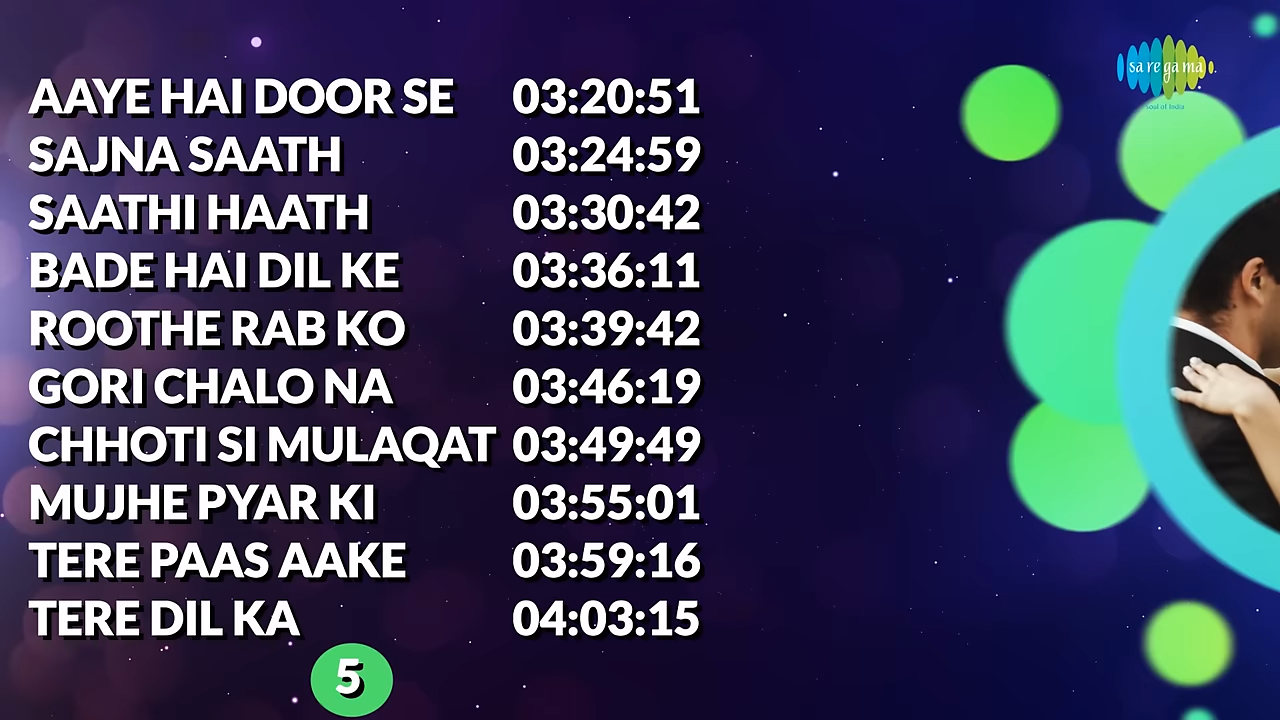 sa re ga ma
soul of India
AAYE HAI DOOR SE 03:20:51
SAJNA SAATH 03:24:59
SAATHI HAATH 03:30:42
BADE HAI DIL KE 03:36:11
ROOTHE RAB KO 03:39:42
GORI CHALO NA 03:46:19
CHHOTI SI MULAQAT 03:49:49
MUJHE PYAR KI 03:55:01
TERE PAAS AAKE 03:59:16
TERE DIL KA 04:03:15
5